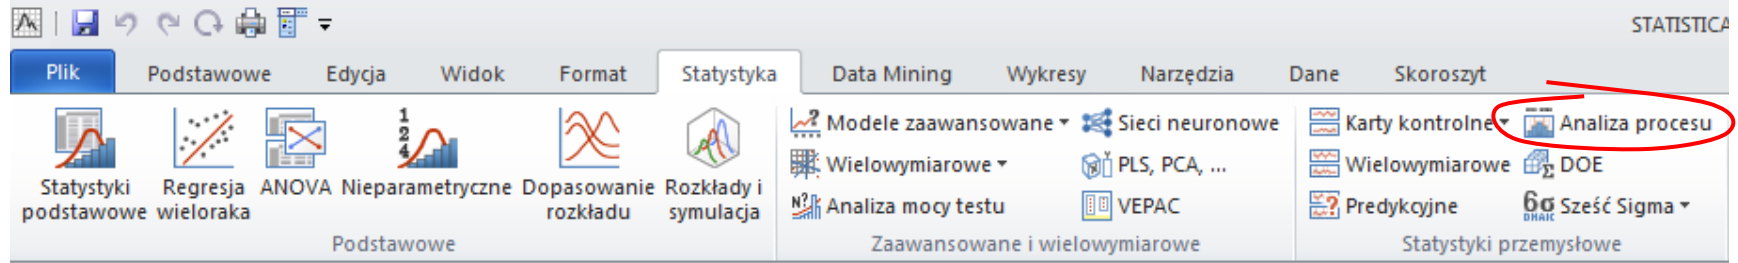 STATISTICA
Plik Podstawowe Edycja Widok Format Statystyka Data Mining Wykresy Narzędzia Dane Skoroszyt
Statystyki podstawowe
Regresja wieloraka
ANOVA
Nieparametryczne
Dopasowanie rozkładu
Rozkłady i symulacja
Podstawowe
Modele zaawansowane
Wielowymiarowe
Analiza mocy testu
Sieci neuronowe
PLS, PCA, ...
VEPAC
Zaawansowane i wielowymiarowe
Karty kontrolne
Wielowymiarowe
Predykcyjne
Analiza procesu
DOE
6σ DMAIC Sześć Sigma
Statystyki przemysłowe